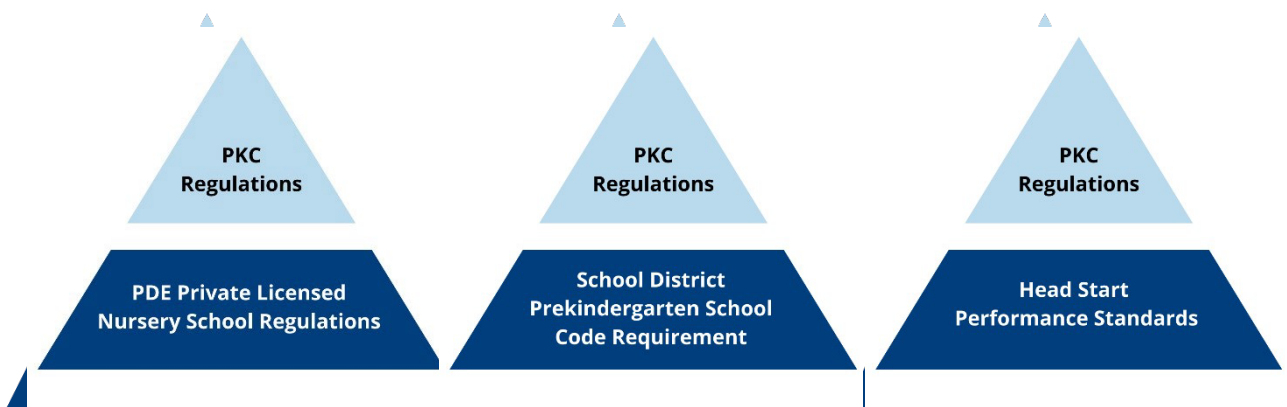 PKC
Regulations
PDE Private Licensed
Nursery School Regulations
PKC
Regulations
School District
Prekindergarten School
Code Requirement
PKC
Regulations
Head Start
Performance Standards